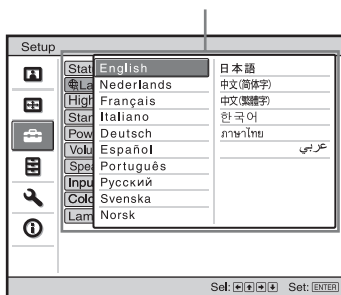 Setup
Stat
La
High
Stan
Pow
Volu
Spea
Inpu
Colo
Lam
English
Nederlands
Français
Italiano
Deutsch
Español
Português
Русский
Svenska
Norsk
日本語
中文(简体字)
中文(繁體字)
한국어
ภาษาไทย
عربي
Sel: Set: ENTER